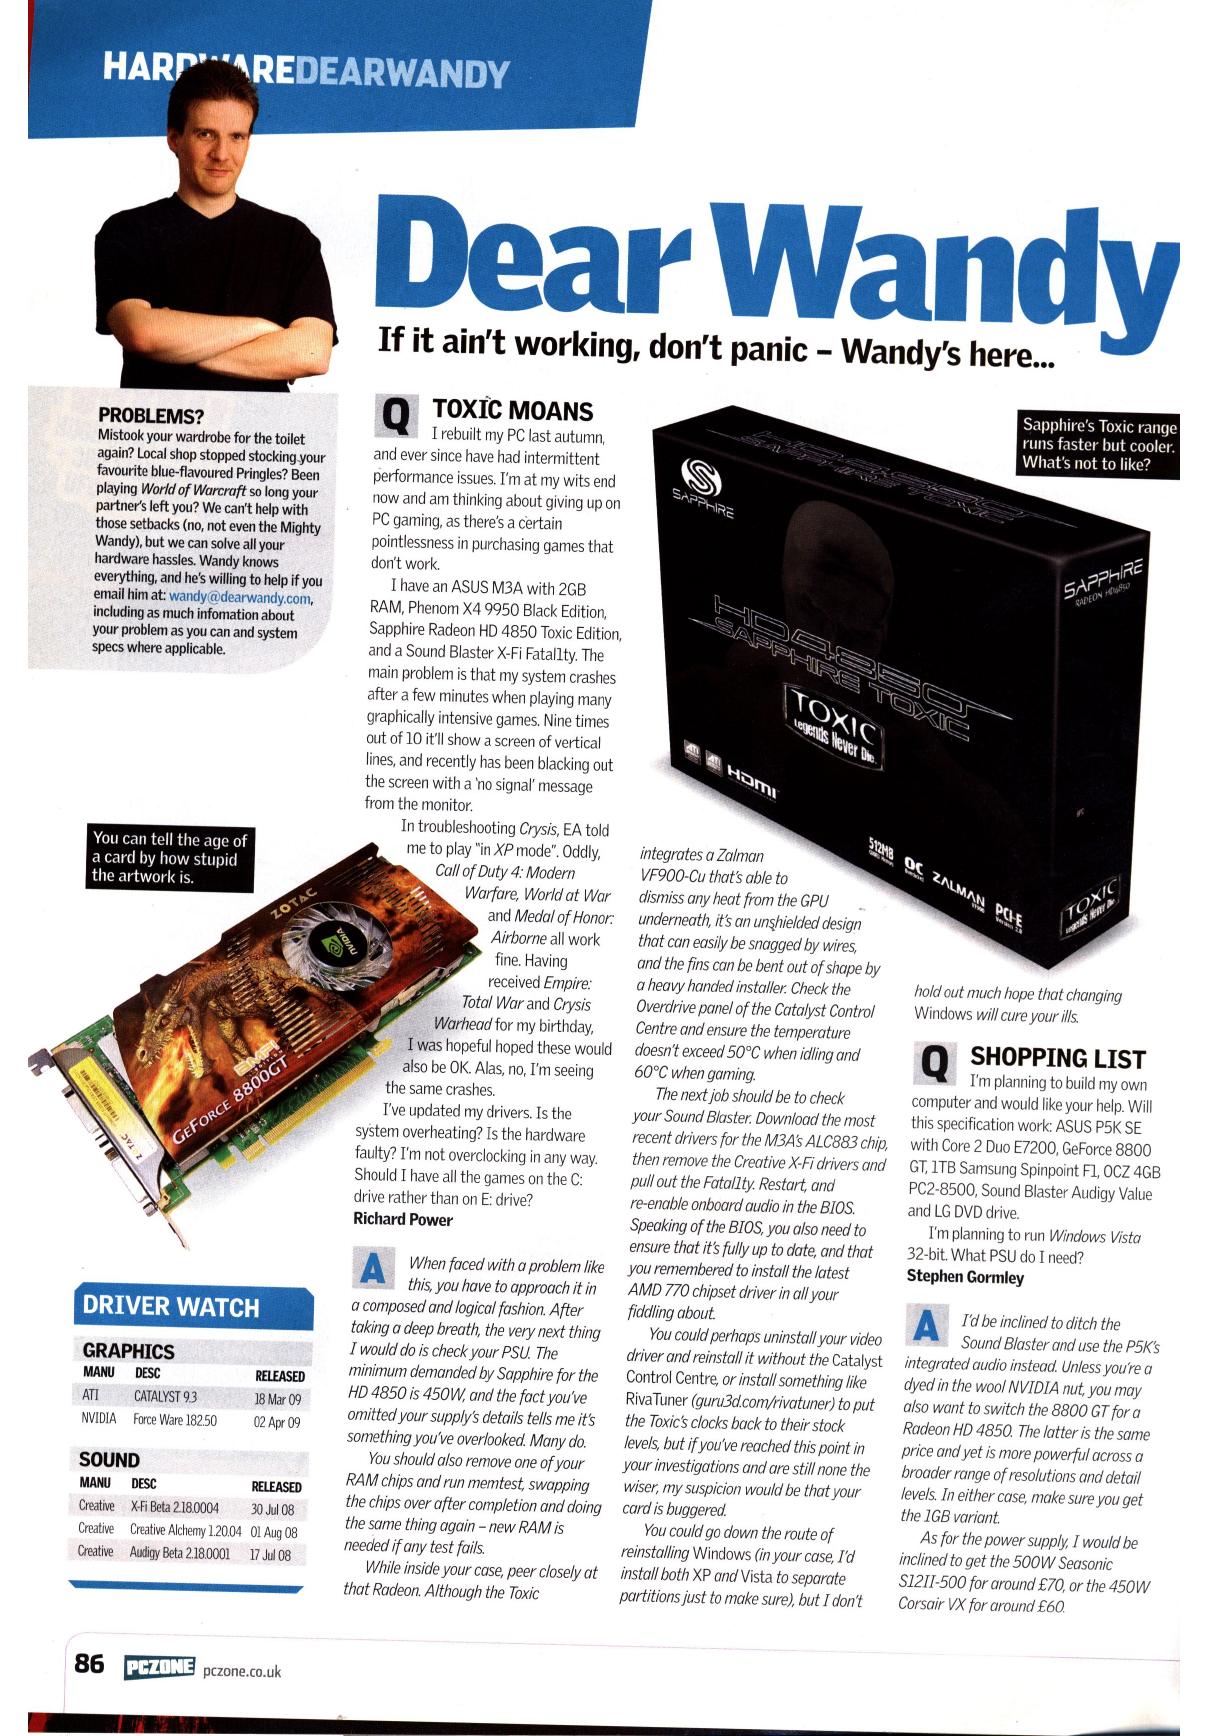 HARDWAREDEARWANDY
Dear Wandy
If it ain't working, don't panic – Wandy's here...
PROBLEMS?
Mistook your wardrobe for the toilet
again? Local shop stopped stocking your
favourite blue-flavoured Pringles? Been
playing World of Warcraft so long your
partner's left you? We can't help with
those setbacks (no, not even the Mighty
Wandy), but we can solve all your
hardware hassles. Wandy knows
everything, and he's willing to help if you
email him at: wandy@dearwandy.com,
including as much infomation about
your problem as you can and system
specs where applicable.
You can tell the age of
a card by how stupid
the artwork is.
ZOTAC
NVIDIA
AMP!
GEFORCE 8800GT
ZOTAC
DRIVER WATCH
GRAPHICS
MANU DESC RELEASED
ATI CATALYST 9.3 18 Mar 09
NVIDIA Force Ware 182.50 02 Apr 09
SOUND
MANU DESC RELEASED
Creative X-Fi Beta 2.18.0004 30 Jul 08
Creative Creative Alchemy 1.20.04 01 Aug 08
Creative Audigy Beta 2.18.0001 17 Jul 08
Q TOXIC MOANS
I rebuilt my PC last autumn,
and ever since have had intermittent
performance issues. I'm at my wits end
now and am thinking about giving up on
PC gaming, as there's a certain
pointlessness in purchasing games that
don't work.
I have an ASUS M3A with 2GB
RAM, Phenom X4 9950 Black Edition,
Sapphire Radeon HD 4850 Toxic Edition,
and a Sound Blaster X-Fi Fatal1ty. The
main problem is that my system crashes
after a few minutes when playing many
graphically intensive games. Nine times
out of 10 it'll show a screen of vertical
lines, and recently has been blacking out
the screen with a 'no signal' message
from the monitor.
In troubleshooting Crysis, EA told
me to play "in XP mode". Oddly,
Call of Duty 4: Modern
Warfare, World at War
and Medal of Honor:
Airborne all work
fine. Having
received Empire:
Total War and Crysis
Warhead for my birthday,
I was hopeful hoped these would
also be OK. Alas, no, I'm seeing
the same crashes.
I've updated my drivers. Is the
system overheating? Is the hardware
faulty? I'm not overclocking in any way.
Should I have all the games on the C:
drive rather than on E: drive?
Richard Power
A When faced with a problem like
this, you have to approach it in
a composed and logical fashion. After
taking a deep breath, the very next thing
I would do is check your PSU. The
minimum demanded by Sapphire for the
HD 4850 is 450W, and the fact you've
omitted your supply's details tells me it's
something you've overlooked. Many do.
You should also remove one of your
RAM chips and run memtest, swapping
the chips over after completion and doing
the same thing again – new RAM is
needed if any test fails.
While inside your case, peer closely at
that Radeon. Although the Toxic
Sapphire's Toxic range
runs faster but cooler.
What's not to like?
SAPPHIRE
HD4850
SAPPHIRE TOXIC
SAPPHIRE
RADEON HD4850
HD4850
SAPPHIRE TOXIC
TOXIC
Legends Never Die.
ATI
ATI
HDMI
512MB
OC
ZALMAN
PCI-E
TOXIC
Legends Never Die.
integrates a Zalman
VF900-Cu that's able to
dismiss any heat from the GPU
underneath, it's an unshielded design
that can easily be snagged by wires,
and the fins can be bent out of shape by
a heavy handed installer. Check the
Overdrive panel of the Catalyst Control
Centre and ensure the temperature
doesn't exceed 50°C when idling and
60°C when gaming.
The next job should be to check
your Sound Blaster. Download the most
recent drivers for the M3A's ALC883 chip,
then remove the Creative X-Fi drivers and
pull out the Fatal1ty. Restart, and
re-enable onboard audio in the BIOS.
Speaking of the BIOS, you also need to
ensure that it's fully up to date, and that
you remembered to install the latest
AMD 770 chipset driver in all your
fiddling about.
You could perhaps uninstall your video
driver and reinstall it without the Catalyst
Control Centre, or install something like
RivaTuner (guru3d.com/rivatuner) to put
the Toxic's clocks back to their stock
levels, but if you've reached this point in
your investigations and are still none the
wiser, my suspicion would be that your
card is buggered.
You could go down the route of
reinstalling Windows (in your case, I'd
install both XP and Vista to separate
partitions just to make sure), but I don't
hold out much hope that changing
Windows will cure your ills.
Q SHOPPING LIST
I'm planning to build my own
computer and would like your help. Will
this specification work: ASUS P5K SE
with Core 2 Duo E7200, GeForce 8800
GT, 1TB Samsung Spinpoint F1, OCZ 4GB
PC2-8500, Sound Blaster Audigy Value
and LG DVD drive.
I'm planning to run Windows Vista
32-bit. What PSU do I need?
Stephen Gormley
A I'd be inclined to ditch the
Sound Blaster and use the P5K's
integrated audio instead. Unless you're a
dyed in the wool NVIDIA nut, you may
also want to switch the 8800 GT for a
Radeon HD 4850. The latter is the same
price and yet is more powerful across a
broader range of resolutions and detail
levels. In either case, make sure you get
the 1GB variant.
As for the power supply, I would be
inclined to get the 500W Seasonic
S12II-500 for around £70, or the 450W
Corsair VX for around £60.
86 PCZONE pczone.co.uk